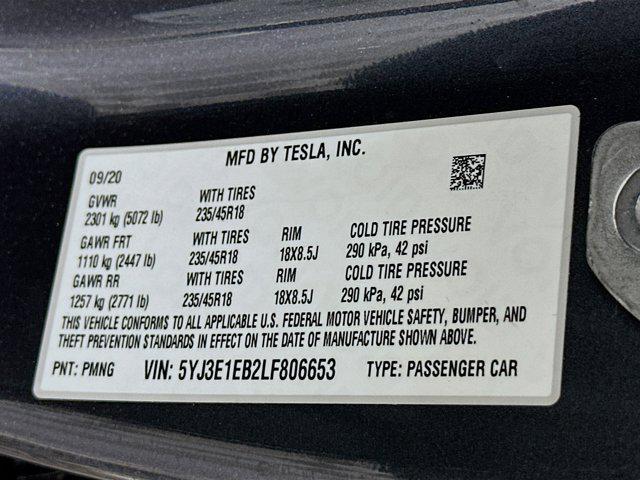 MFD BY TESLA, INC.
09/20
GVWR WITH TIRES
2301 kg (5072 lb) 235/45R18
GAWR FRT WITH TIRES RIM COLD TIRE PRESSURE
1110 kg (2447 lb) 235/45R18 18X8.5J 290 kPa, 42 psi
GAWR RR WITH TIRES RIM COLD TIRE PRESSURE
1257 kg (2771 lb) 235/45R18 18X8.5J 290 kPa, 42 psi
THIS VEHICLE CONFORMS TO ALL APPLICABLE U.S. FEDERAL MOTOR VEHICLE SAFETY, BUMPER, AND
THEFT PREVENTION STANDARDS IN EFFECT ON THE DATE OF MANUFACTURE SHOWN ABOVE.
PNT: PMNG VIN: 5YJ3E1EB2LF806653 TYPE: PASSENGER CAR